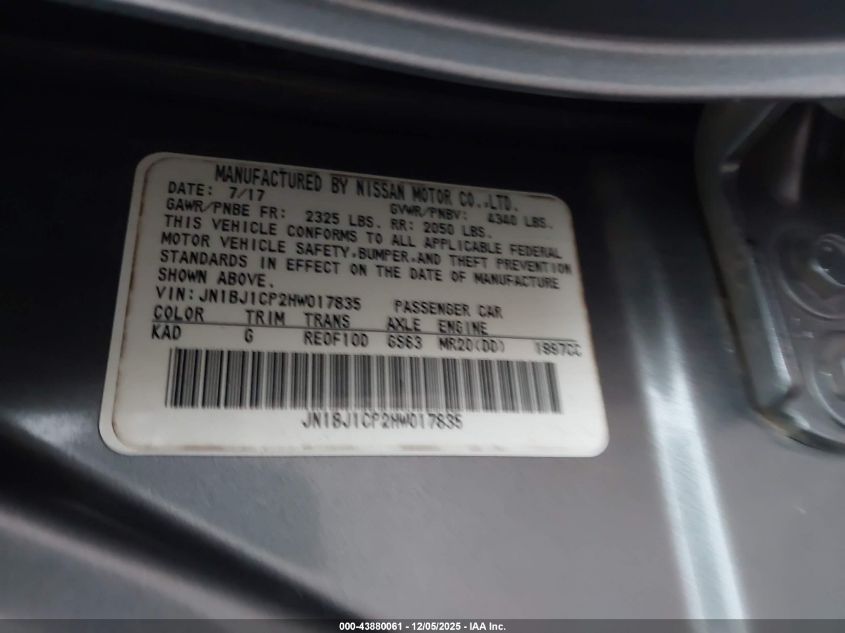 MANUFACTURED BY NISSAN MOTOR CO.,LTD.
DATE: 7/17 GVWR/PNBV: 4340 LBS.
GAWR/PNBE FR: 2325 LBS. RR: 2050 LBS.
THIS VEHICLE CONFORMS TO ALL APPLICABLE FEDERAL
MOTOR VEHICLE SAFETY,BUMPER,AND THEFT PREVENTION
STANDARDS IN EFFECT ON THE DATE OF MANUFACTURE
SHOWN ABOVE.
VIN: JN1BJ1CP2HW017835 PASSENGER CAR
COLOR TRIM TRANS AXLE ENGINE
KAD G RE0F10D GS63 MR20(DD) 1997CC
JN1BJ1CP2HW017835
000-43880061 - 12/05/2025 - IAA Inc.